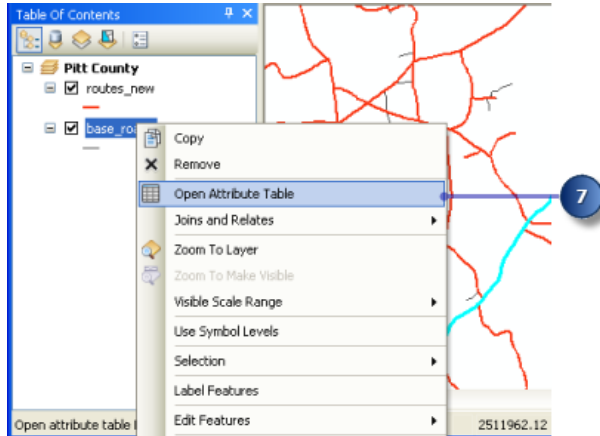 Table Of Contents
Pitt County
routes_new
base_roa
Copy
Remove
Open Attribute Table
7
Joins and Relates
Zoom To Layer
Zoom To Make Visible
Visible Scale Range
Use Symbol Levels
Selection
Label Features
Edit Features
Open attribute table
2511962.12